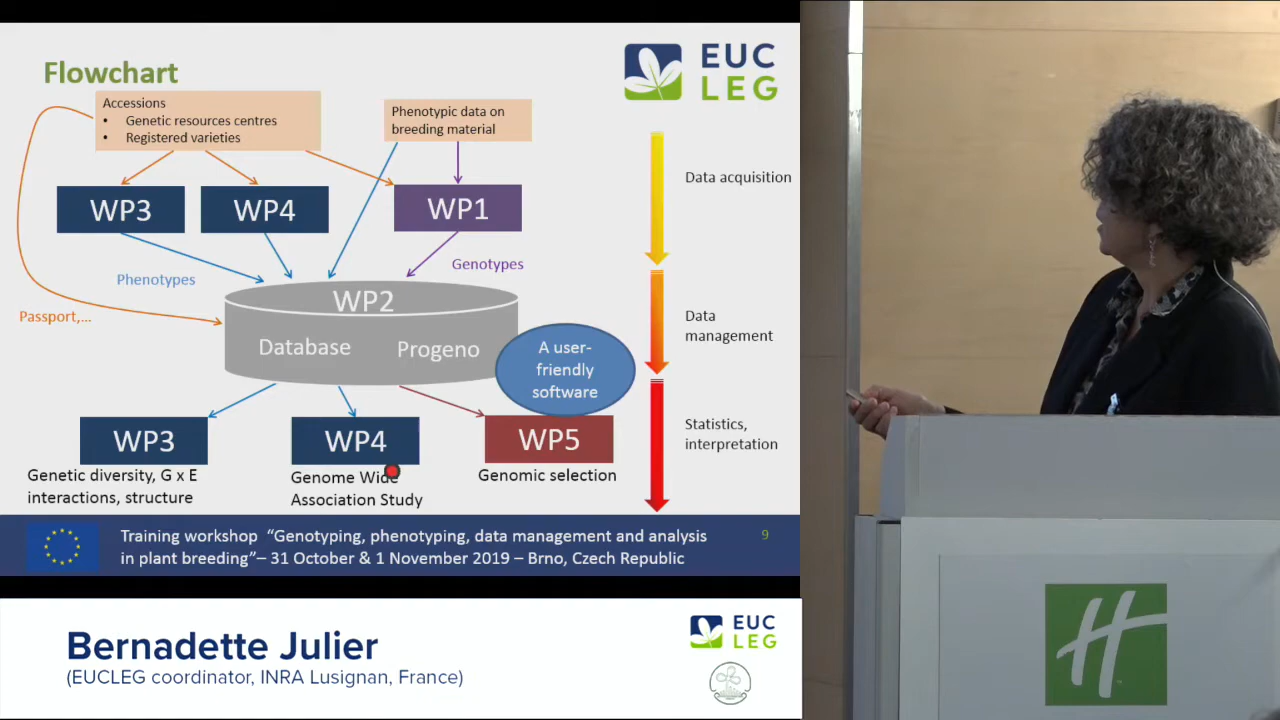 Flowchart
EUC
LEG
Accessions
• Genetic resources centres
• Registered varieties
Phenotypic data on
breeding material
Data acquisition
WP3
WP4
WP1
Phenotypes
Genotypes
Passport,...
WP2
Database
Progeno
A user-
friendly
software
Data
management
WP3
WP4
WP5
Statistics,
interpretation
Genetic diversity, G x E
interactions, structure
Genome Wide
Association Study
Genomic selection
Training workshop “Genotyping, phenotyping, data management and analysis
in plant breeding”– 31 October & 1 November 2019 – Brno, Czech Republic
9
Bernadette Julier
(EUCLEG coordinator, INRA Lusignan, France)
EUC
LEG
H